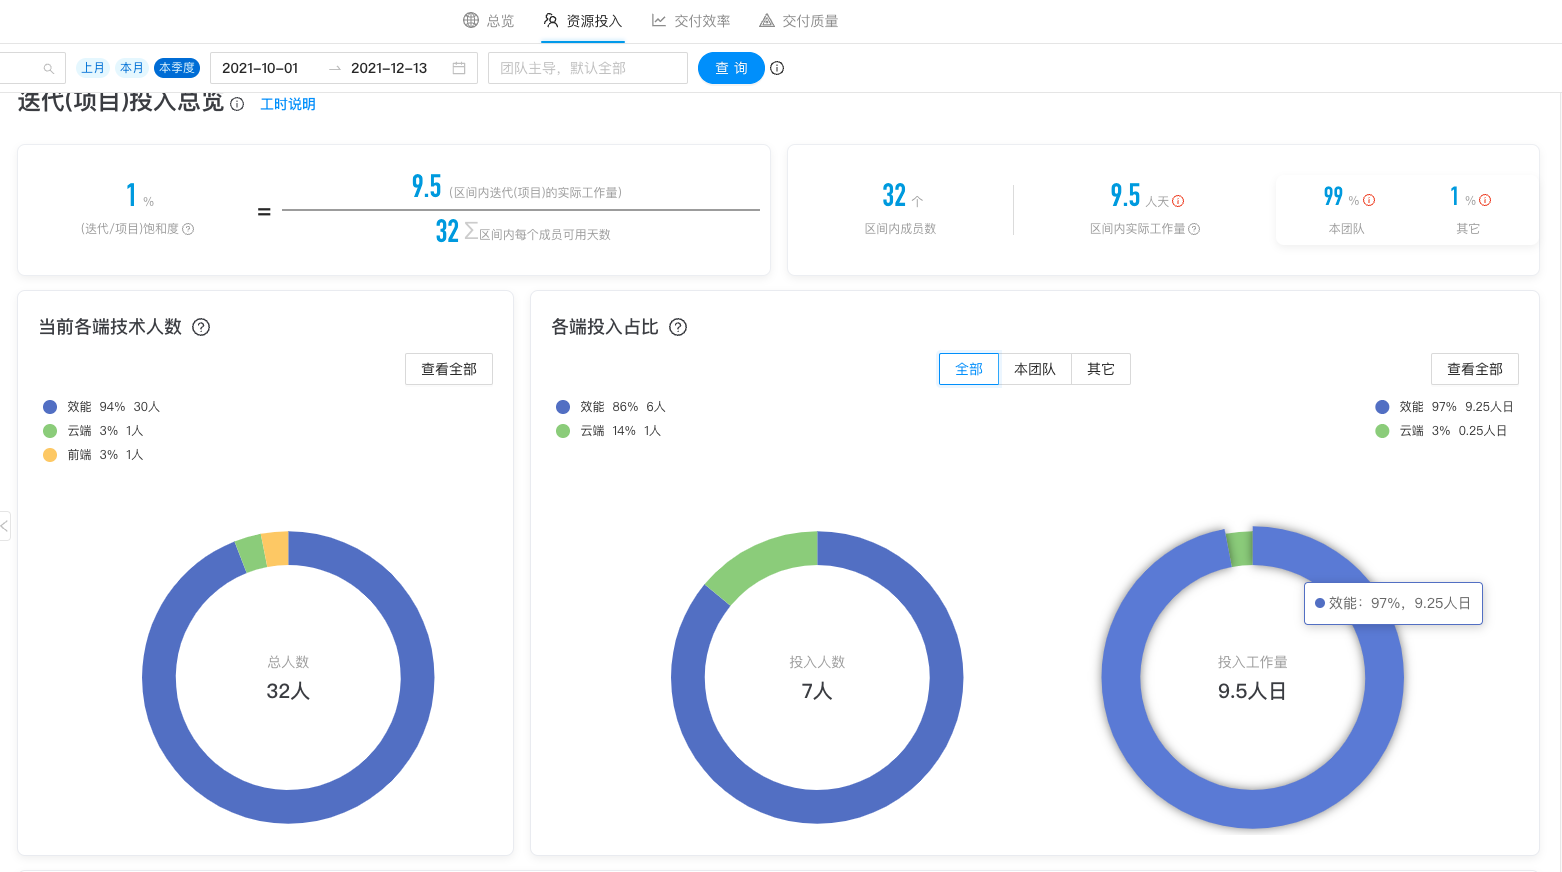 总览 资源投入 交付效率 交付质量
上月 本月 本季度 2021-10-01 → 2021-12-13 团队主导，默认全部 查 询
迭代(项目)投入总览 工时说明
1 %
(迭代/项目)饱和度
=
9.5 (区间内迭代(项目)的实际工作量)
32 Σ区间内每个成员可用天数
32 个
区间内成员数
9.5 人天
区间内实际工作量
99 %
本团队
1 %
其它
当前各端技术人数
查看全部
效能 94% 30人
云端 3% 1人
前端 3% 1人
总人数
32人
各端投入占比
全部 本团队 其它
查看全部
效能 86% 6人
云端 14% 1人
投入人数
7人
效能 97% 9.25人日
云端 3% 0.25人日
效能：97%，9.25人日
投入工作量
9.5人日